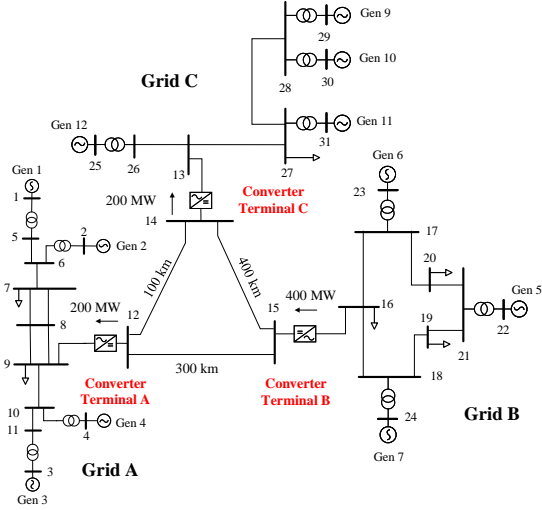 Gen 9
29
Gen 10
30
28
Grid C
Gen 12
25
26
13
Gen 11
31
27
Converter
Terminal C
200 MW
14
Gen 1
1
5
2
Gen 2
6
7
8
9
10
11
4
Gen 4
3
Gen 3
Grid A
200 MW
12
Converter
Terminal A
100 km
400 km
300 km
15
400 MW
Converter
Terminal B
Gen 6
23
17
20
16
19
21
Gen 5
22
18
24
Gen 7
Grid B